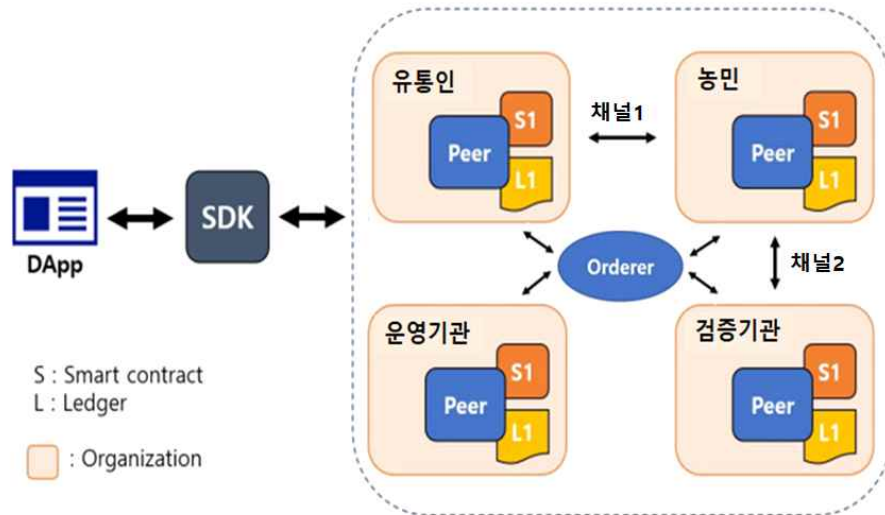 유통인
S1
Peer
L1
채널1
농민
S1
Peer
L1
DApp
SDK
Orderer
채널2
운영기관
S1
Peer
L1
검증기관
S1
Peer
L1
S : Smart contract
L : Ledger
: Organization